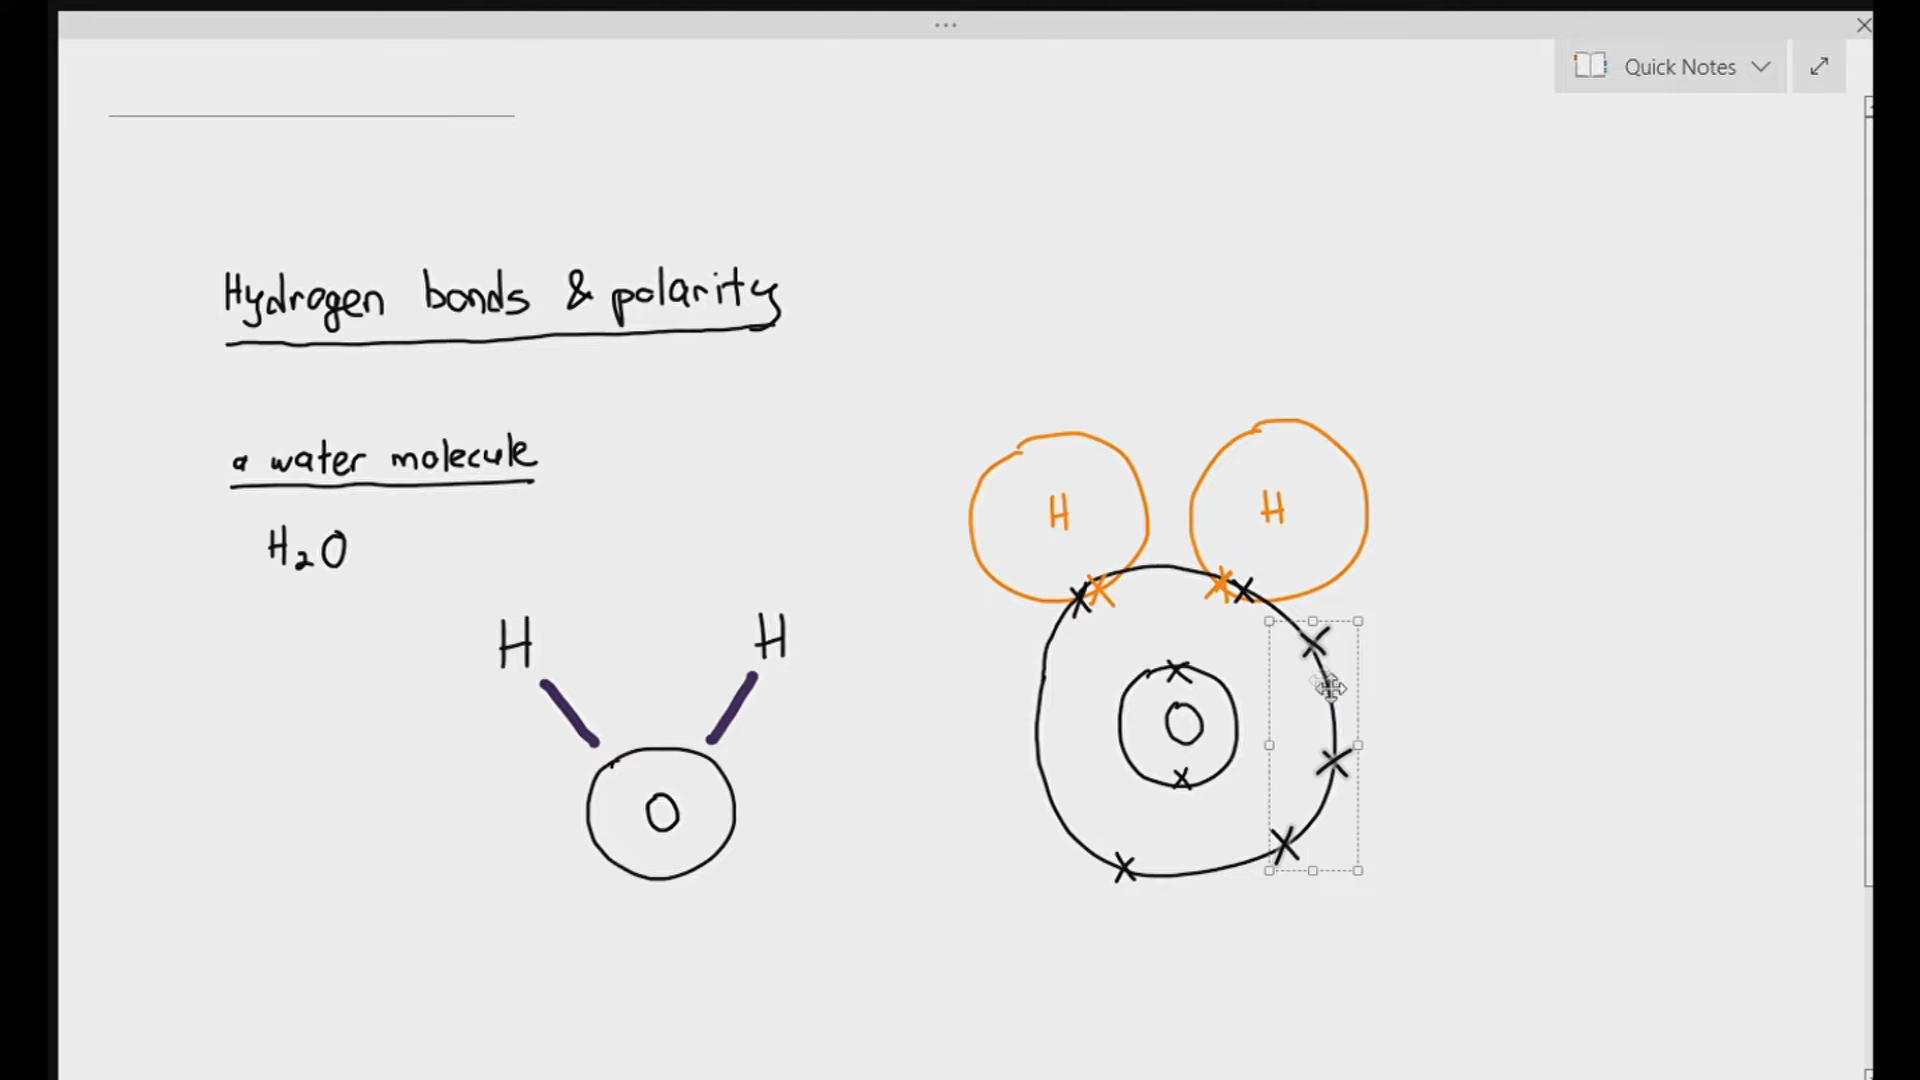 Quick Notes
Hydrogen bonds & polarity
a water molecule
H₂O
H H
O
H H
O